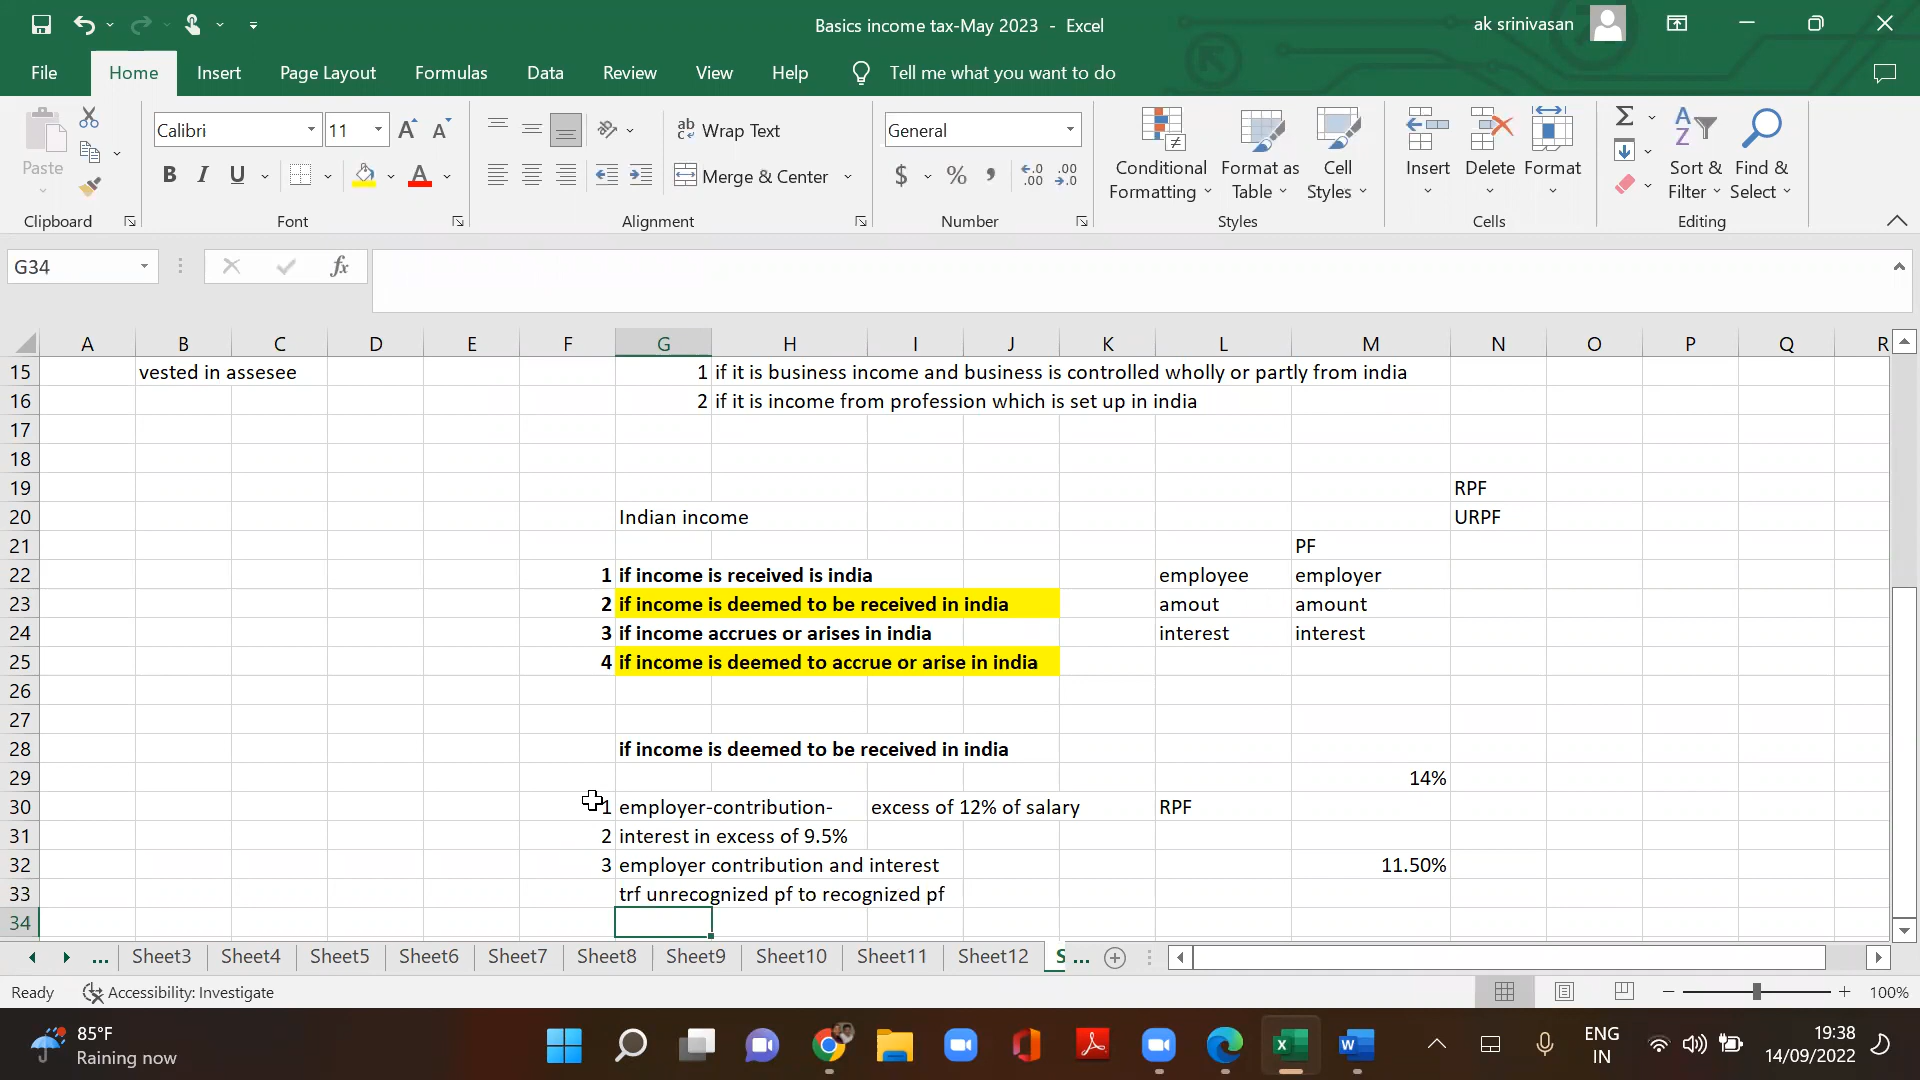 Basics income tax-May 2023 - Excel
ak srinivasan
File Home Insert Page Layout Formulas Data Review View Help Tell me what you want to do
Paste
Clipboard
Calibri 11
B I U
Font
Wrap Text
Merge & Center
Alignment
General
$ % ,
Number
Conditional Formatting
Format as Table
Cell Styles
Styles
Insert Delete Format
Cells
Sort & Filter
Find & Select
Editing
G34
fx
A B C D E F G H I J K L M N O P Q R
15 vested in assesee 1 if it is business income and business is controlled wholly or partly from india
16 2 if it is income from profession which is set up in india
17
18
19 RPF
20 Indian income URPF
21 PF
22 1 if income is received is india employee employer
23 2 if income is deemed to be received in india amout amount
24 3 if income accrues or arises in india interest interest
25 4 if income is deemed to accrue or arise in india
26
27
28 if income is deemed to be received in india
29 14%
30 1 employer-contribution- excess of 12% of salary RPF
31 2 interest in excess of 9.5%
32 3 employer contribution and interest 11.50%
33 trf unrecognized pf to recognized pf
34
... Sheet3 Sheet4 Sheet5 Sheet6 Sheet7 Sheet8 Sheet9 Sheet10 Sheet11 Sheet12 S ...
Ready Accessibility: Investigate 100%
85°F
Raining now
ENG
IN
19:38
14/09/2022